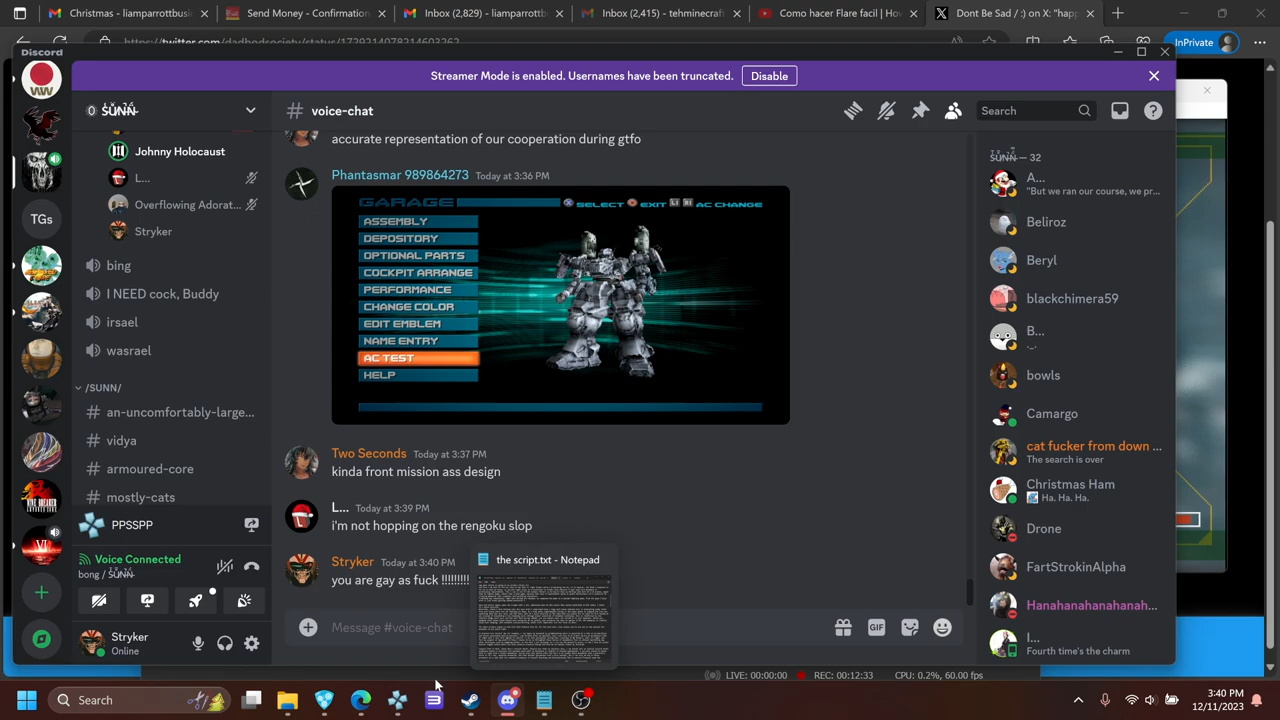 Christmas - liamparrottbusin
Send Money - Confirmation
Inbox (2,829) - liamparrottb
Inbox (2,415) - tehminecraft
Como hacer Flare facil | How
Dont Be Sad / :) on X: "happ
InPrivate
Discord
Streamer Mode is enabled. Usernames have been truncated.
Disable
voice-chat
Search
Johnny Holocaust
L...
Overflowing Adorat...
Stryker
bing
I NEED cock, Buddy
irsael
wasrael
/SUNN/
an-uncomfortably-large...
vidya
armoured-core
mostly-cats
TGs
PPSSPP
Voice Connected
Stryker
Online
accurate representation of our cooperation during gtfo
Phantasmar 989864273 Today at 3:36 PM
GARAGE
SELECT EXIT L1 R1 AC CHANGE
ASSEMBLY
DEPOSITORY
OPTIONAL PARTS
COCKPIT ARRANGE
PERFORMANCE
CHANGE COLOR
EDIT EMBLEM
NAME ENTRY
AC TEST
HELP
Two Seconds Today at 3:37 PM
kinda front mission ass design
L... Today at 3:39 PM
i'm not hopping on the rengoku slop
Stryker Today at 3:40 PM
you are gay as fuck !!!!!!!!!
Message #voice-chat
GIF
the script.txt - Notepad
A...
"But we ran our course, we pr...
Beliroz
Beryl
blackchimera59
B...
bowls
Camargo
cat fucker from down ...
The search is over
Christmas Ham
Ha. Ha. Ha.
Drone
FartStrokinAlpha
Hanahanahanahanah...
Fourth time's the charm
LIVE: 00:00:00
REC: 00:12:33
CPU: 0.2%, 60.00 fps
Search
3:40 PM
12/11/2023